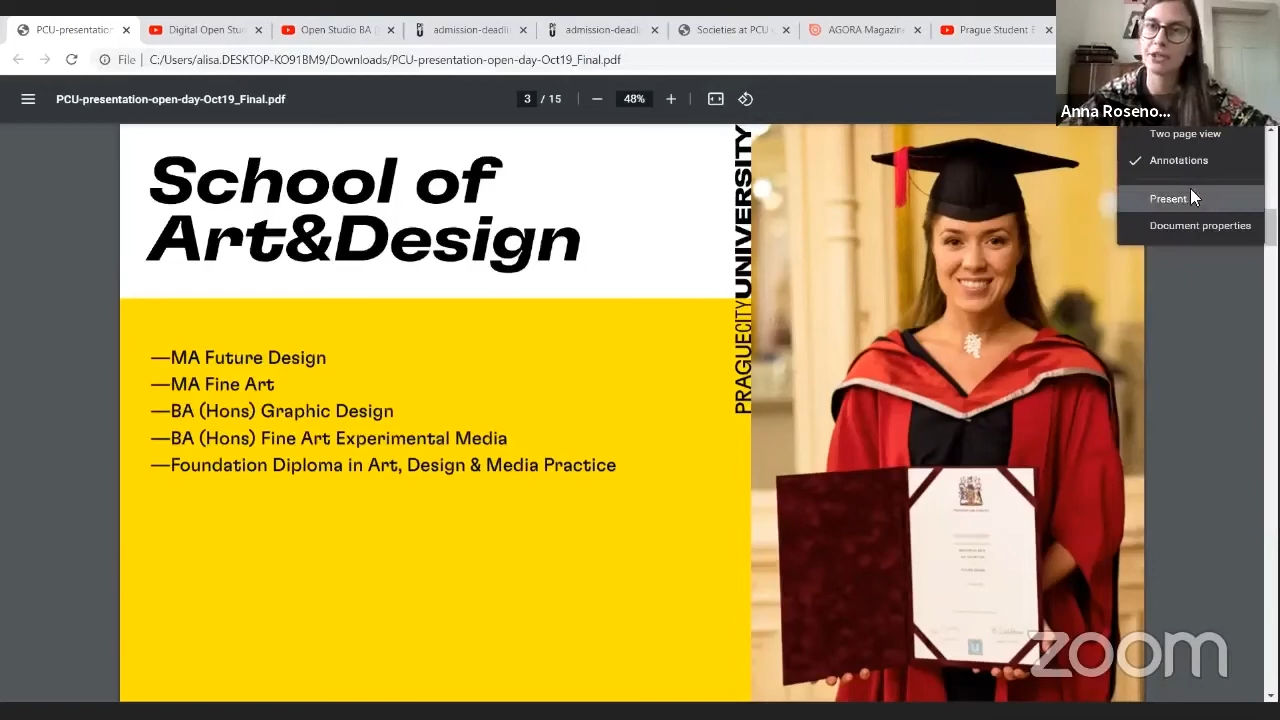 PCU-presentation
Digital Open Stu
Open Studio BA
admission-deadlin
admission-deadl
Societies at PCU
AGORA Magazin
Prague Student
File
C:/Users/alisa.DESKTOP-KO91BM9/Downloads/PCU-presentation-open-day-Oct19_Final.pdf
PCU-presentation-open-day-Oct19_Final.pdf
3 / 15
48%
Anna Roseno...
Two page view
Annotations
Present
Document properties
School of
Art&Design
PRAGUECITYUNIVERSITY
—MA Future Design
—MA Fine Art
—BA (Hons) Graphic Design
—BA (Hons) Fine Art Experimental Media
—Foundation Diploma in Art, Design & Media Practice
zoom